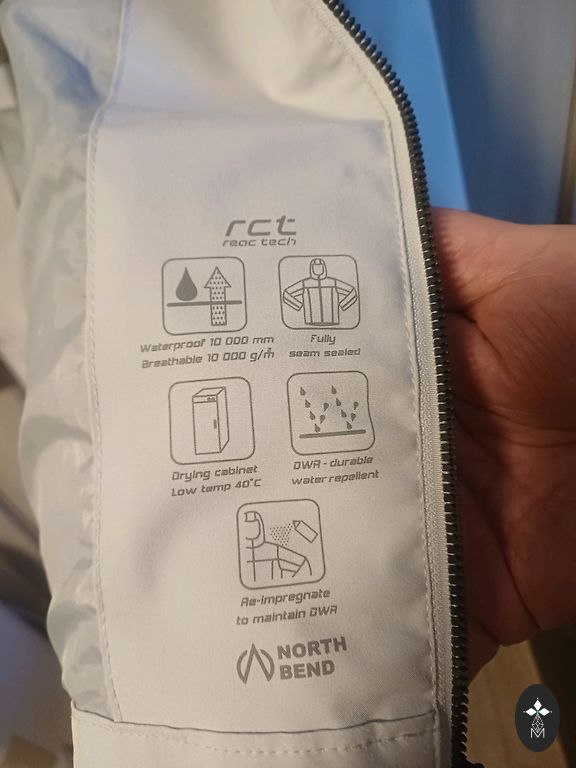 rct
reac tech
Waterproof 10 000 mm
Breathable 10 000 g/m²
Fully
seam sealed
Drying cabinet
Low temp 40°C
DWR - durable
water repellent
Re-impregnate
to maintain DWR
NORTH
BEND
M